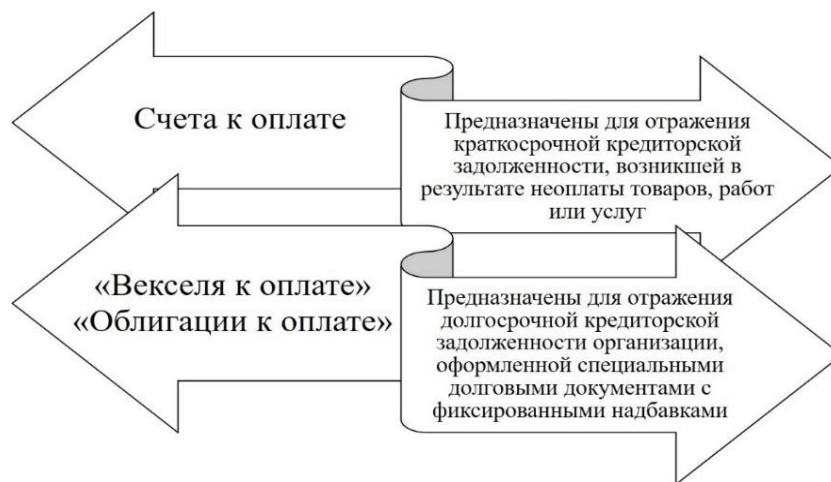 Счета к оплате
Предназначены для отражения
краткосрочной кредиторской
задолженности, возникшей в
результате неоплаты товаров, работ
или услуг
«Векселя к оплате»
«Облигации к оплате»
Предназначены для отражения
долгосрочной кредиторской
задолженности организации,
оформленной специальными
долговыми документами с
фиксированными надбавками